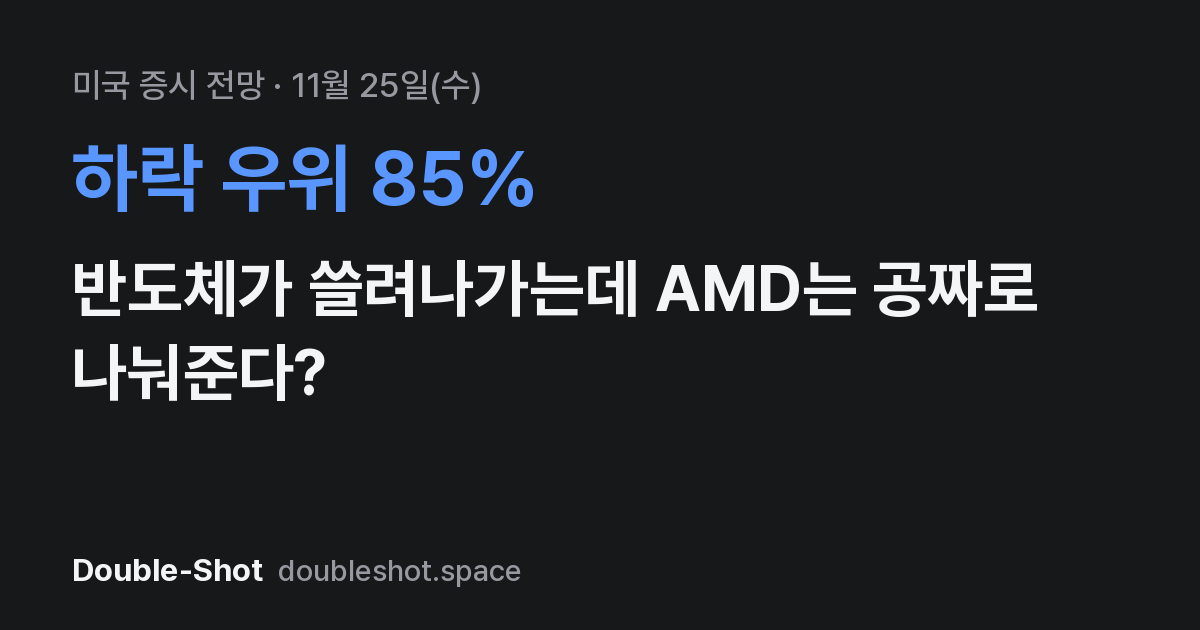 미국 증시 전망 · 11월 25일(수)
하락 우위 85%
반도체가 쓸려나가는데 AMD는 공짜로
나눠준다?
Double-Shot doubleshot.space